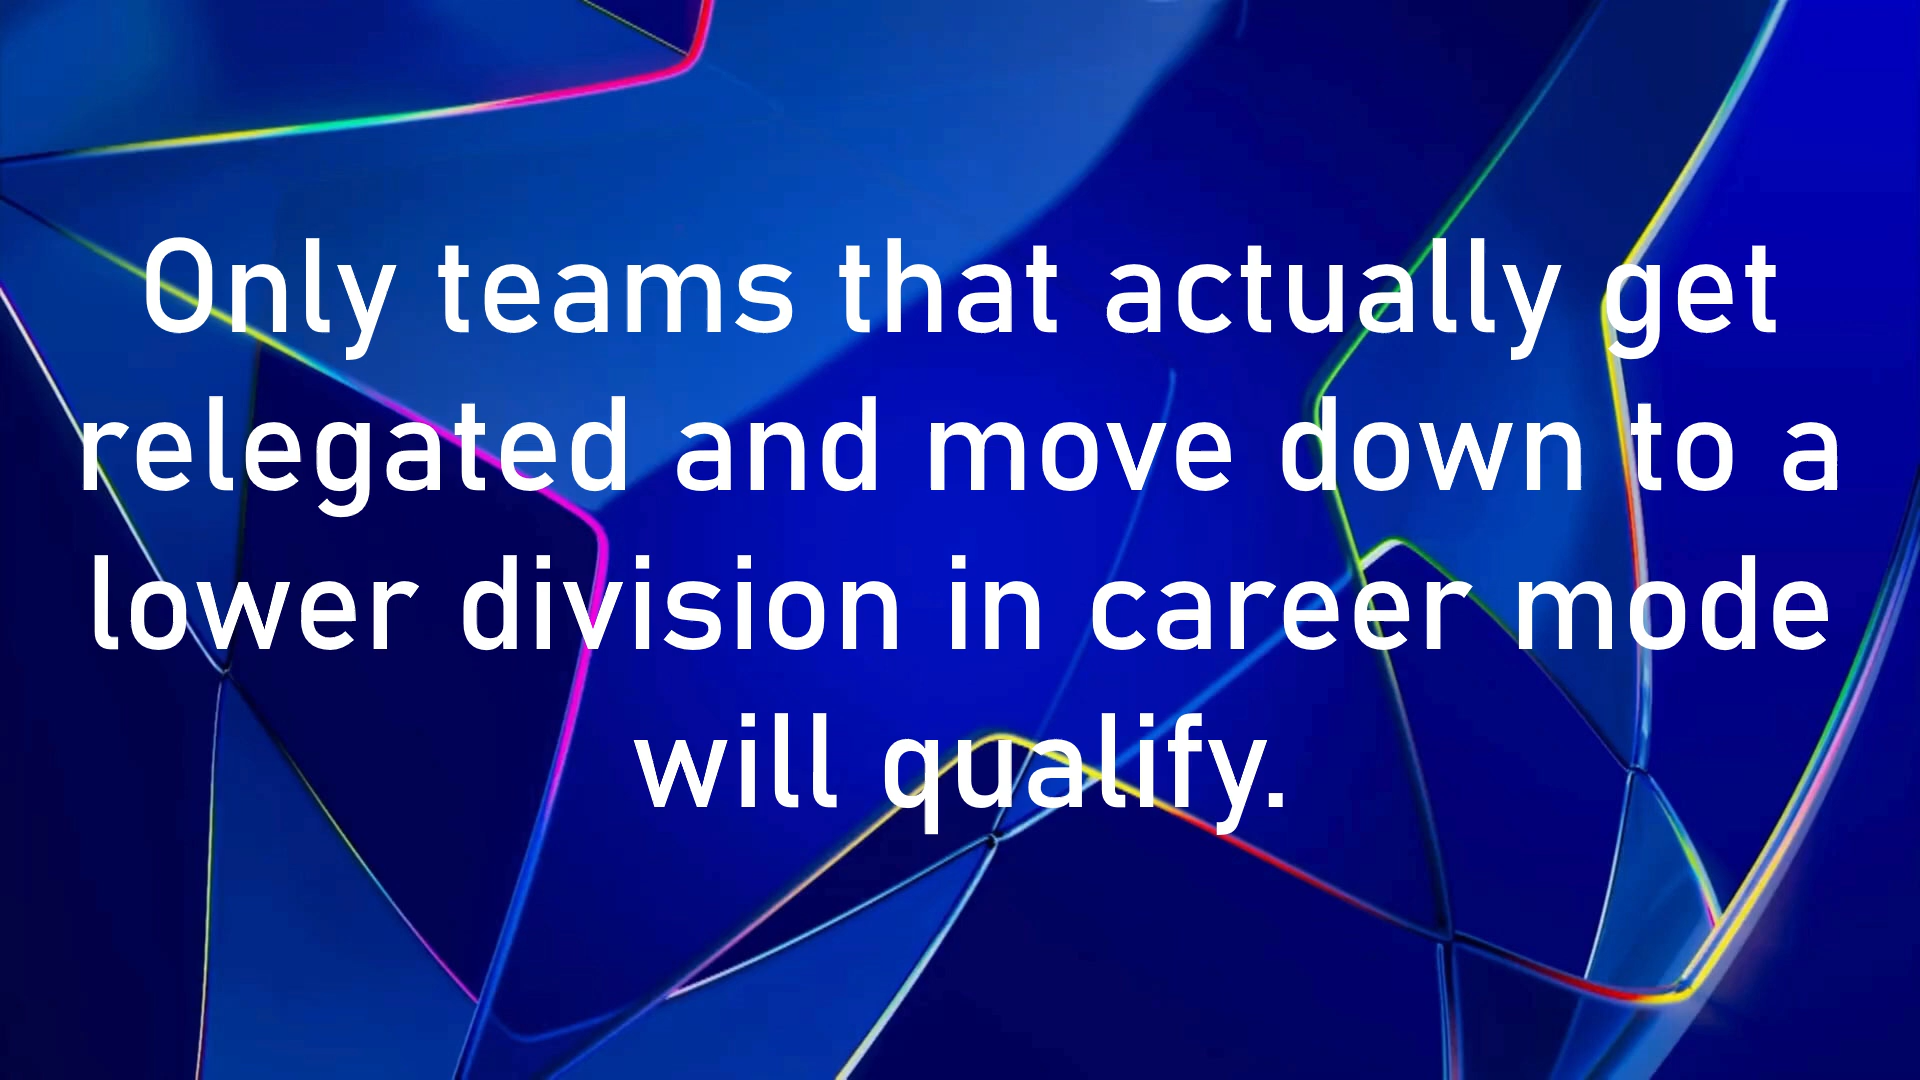 Only teams that actually get
relegated and move down to a
lower division in career mode
will qualify.